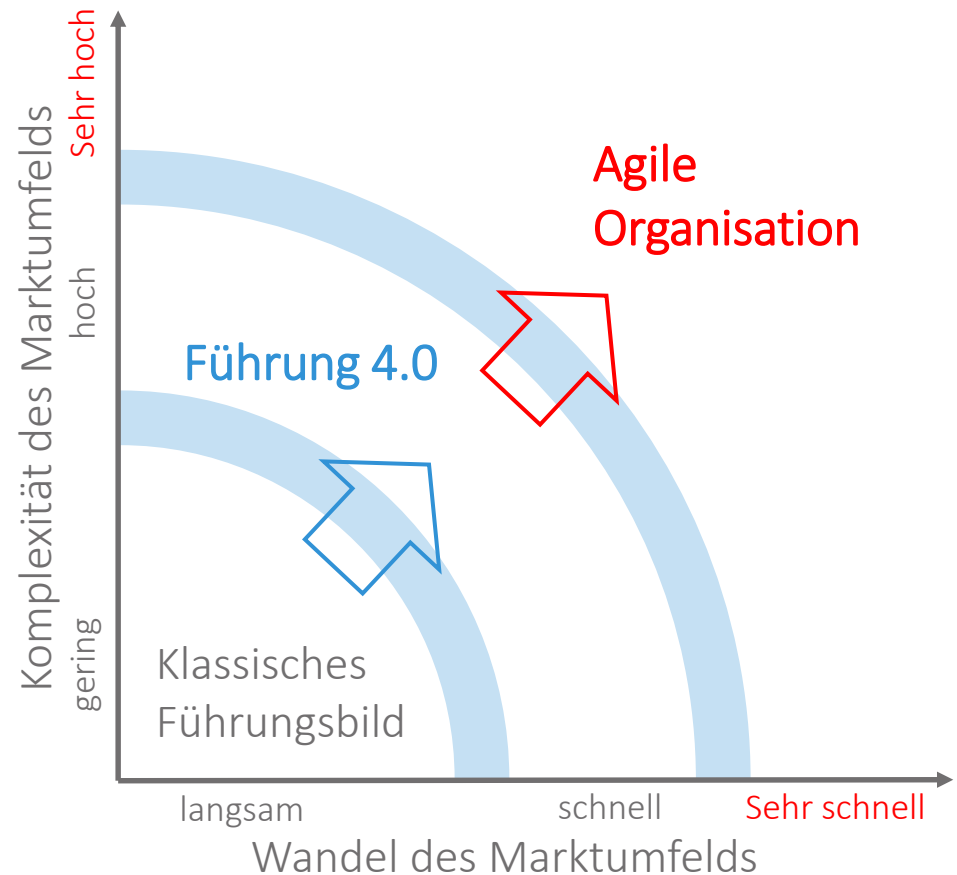 Komplexität des Marktumfelds
Sehr hoch
hoch
gering
Agile
Organisation
Führung 4.0
Klassisches
Führungsbild
langsam
schnell
Sehr schnell
Wandel des Marktumfelds